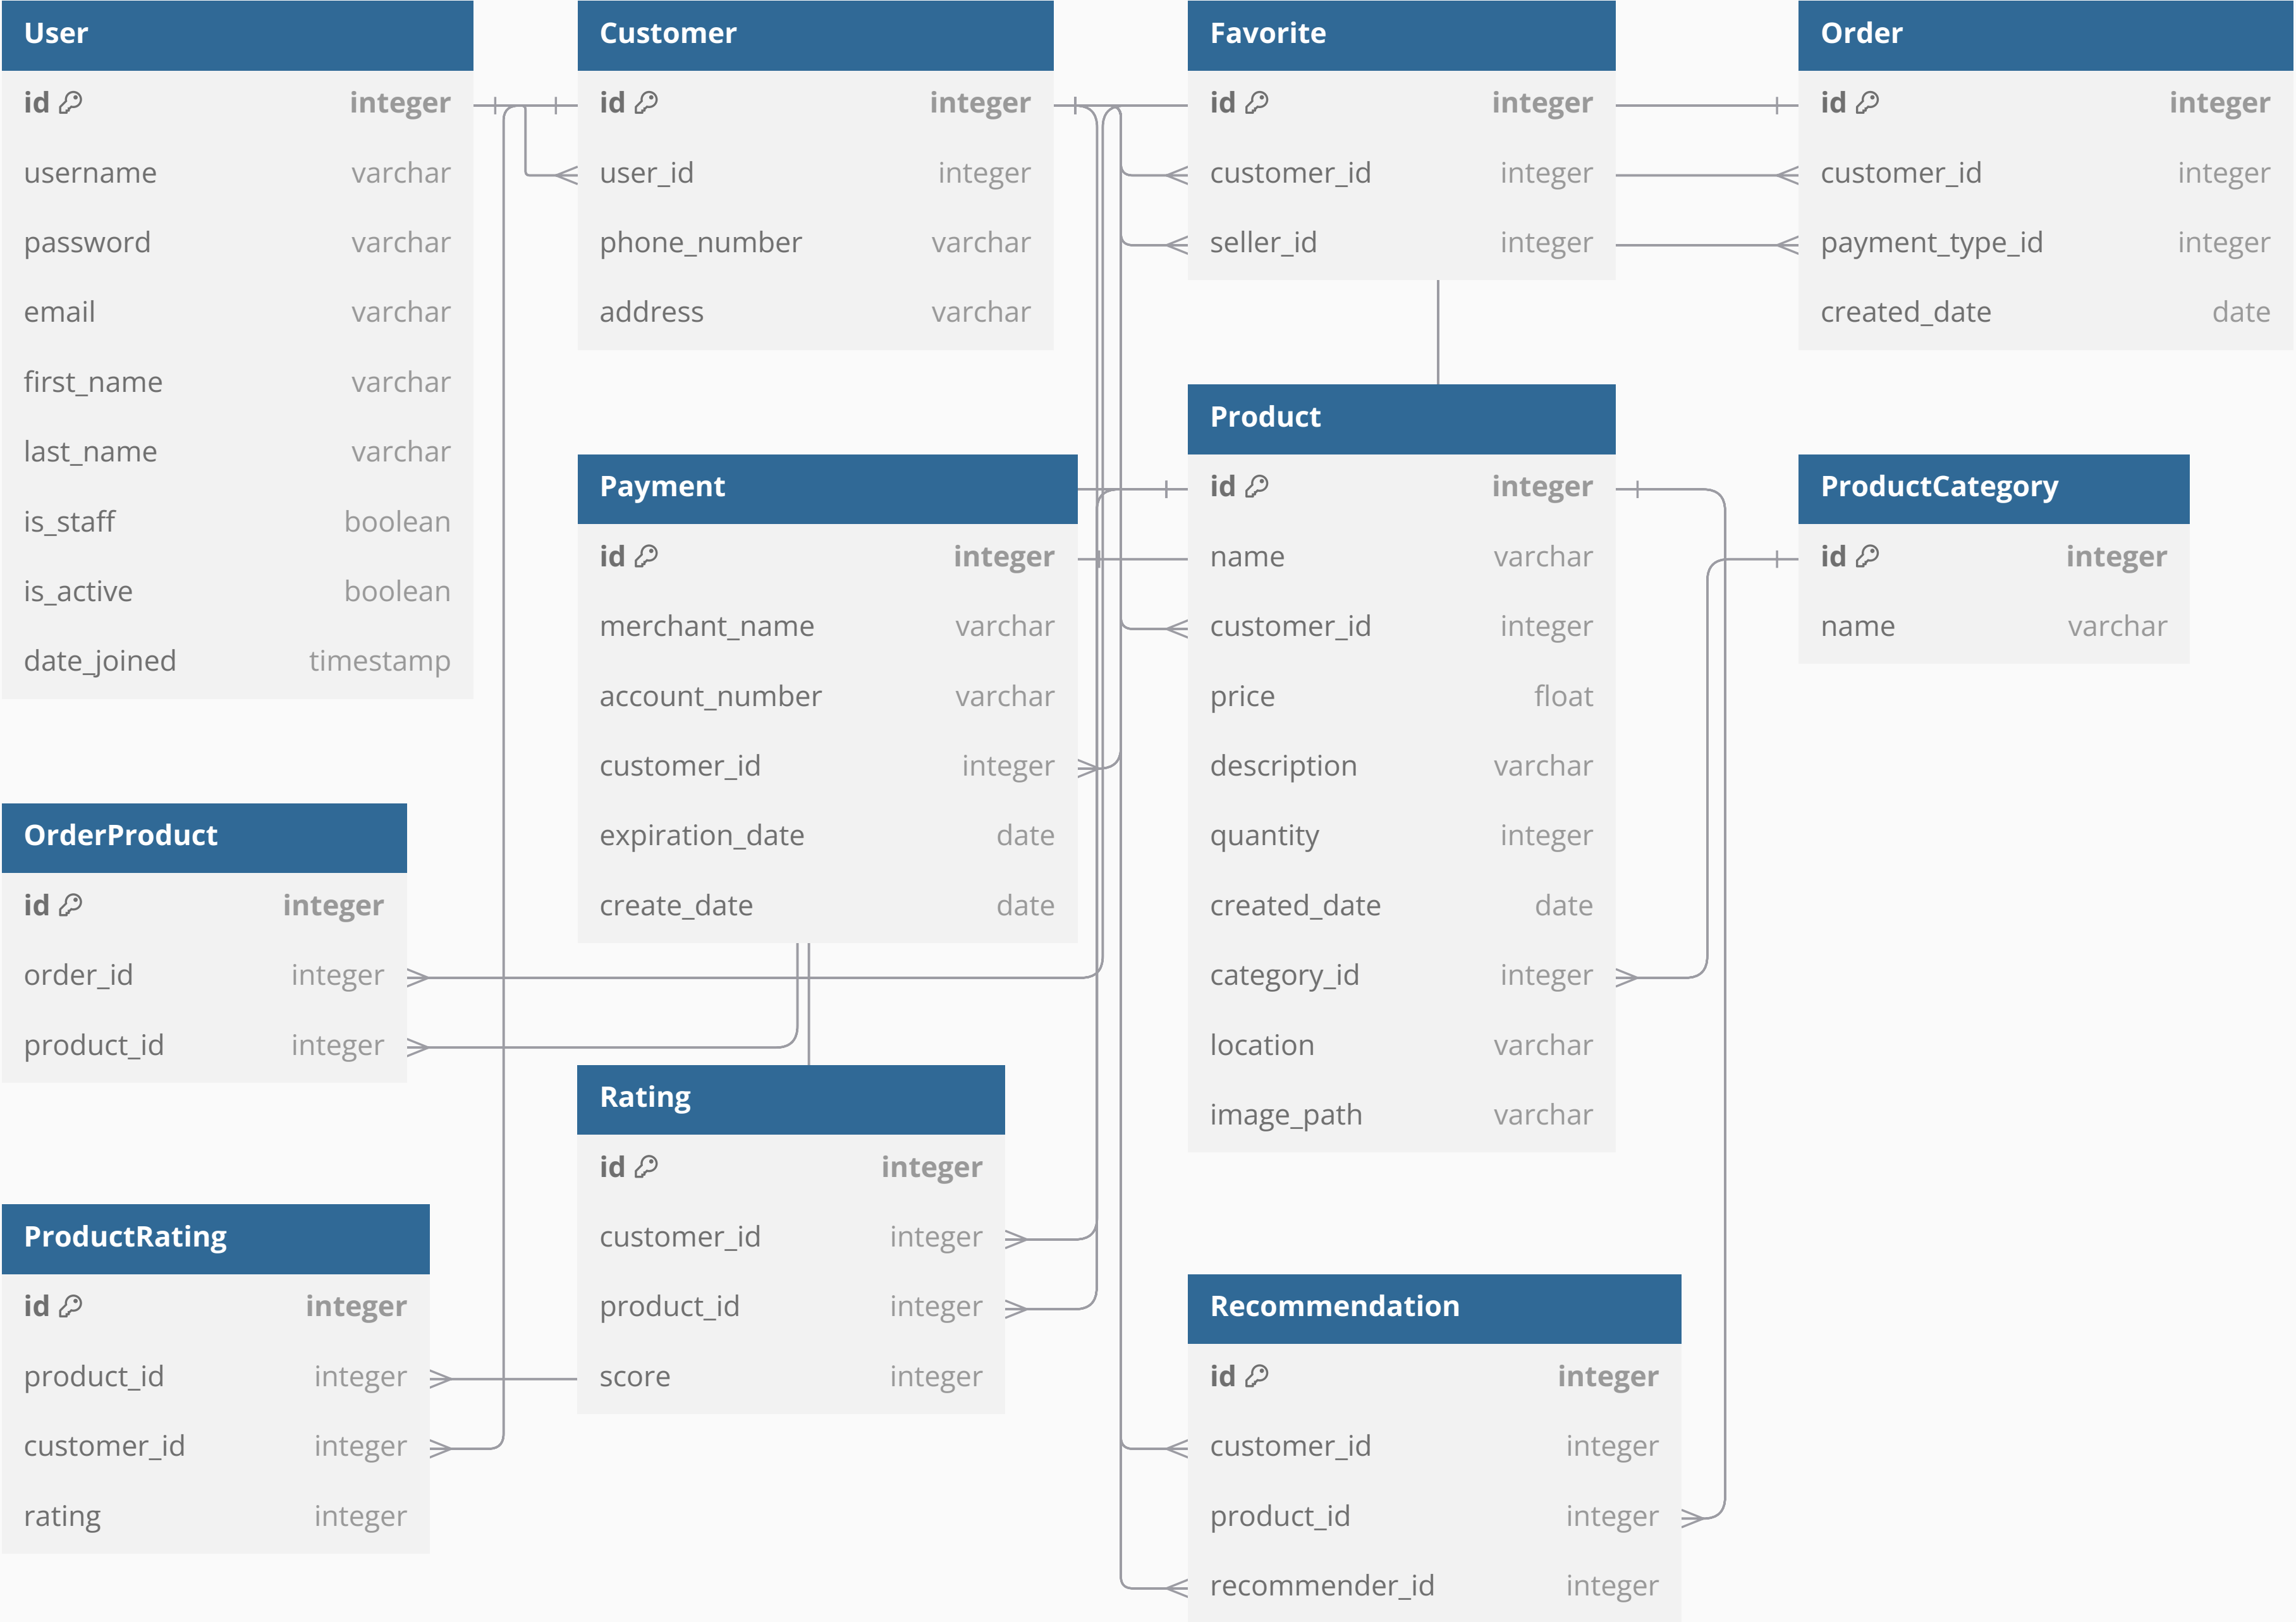 User
id integer
username varchar
password varchar
email varchar
first_name varchar
last_name varchar
is_staff boolean
is_active boolean
date_joined timestamp
Customer
id integer
user_id integer
phone_number varchar
address varchar
Favorite
id integer
customer_id integer
seller_id integer
Order
id integer
customer_id integer
payment_type_id integer
created_date date
Payment
id integer
merchant_name varchar
account_number varchar
customer_id integer
expiration_date date
create_date date
Product
id integer
name varchar
customer_id integer
price float
description varchar
quantity integer
created_date date
category_id integer
location varchar
image_path varchar
ProductCategory
id integer
name varchar
OrderProduct
id integer
order_id integer
product_id integer
Rating
id integer
customer_id integer
product_id integer
score integer
ProductRating
id integer
product_id integer
customer_id integer
rating integer
Recommendation
id integer
customer_id integer
product_id integer
recommender_id integer